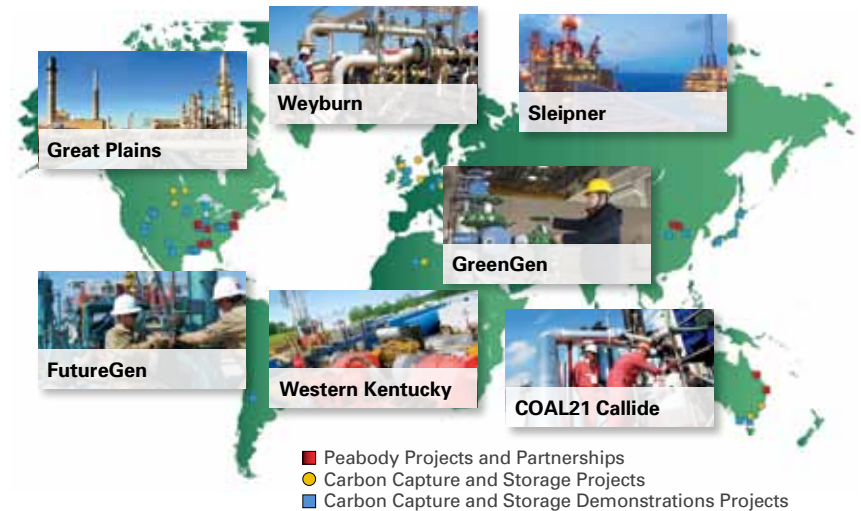 Weyburn
Sleipner
Great Plains
GreenGen
FutureGen
Western Kentucky
COAL21 Callide
Peabody Projects and Partnerships
Carbon Capture and Storage Projects
Carbon Capture and Storage Demonstrations Projects